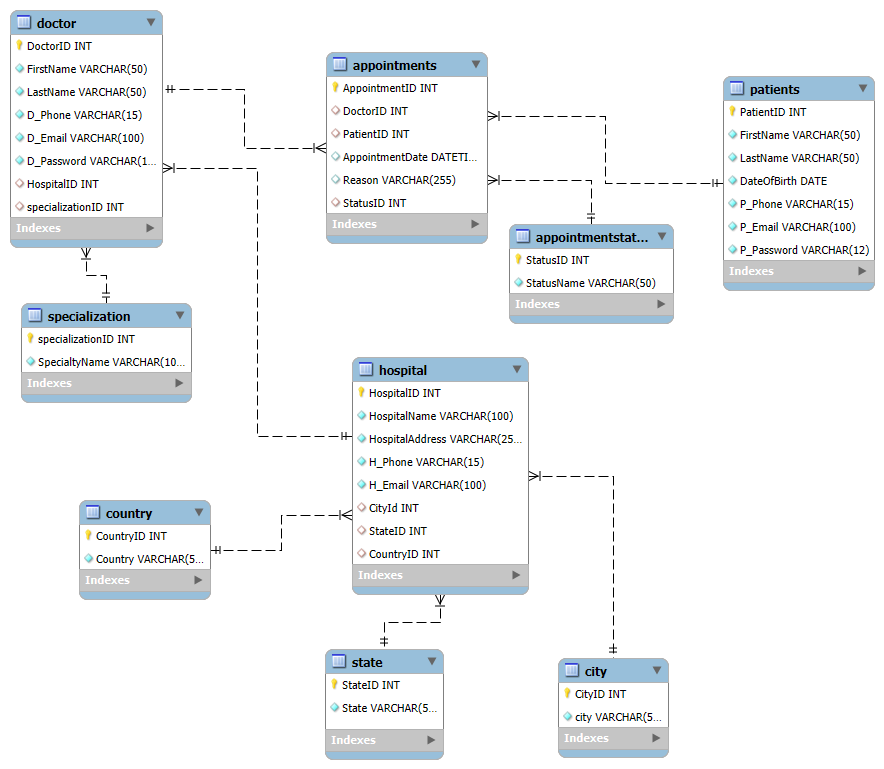 doctor
DoctorID INT
FirstName VARCHAR(50)
LastName VARCHAR(50)
D_Phone VARCHAR(15)
D_Email VARCHAR(100)
D_Password VARCHAR(1...
HospitalID INT
specializationID INT
Indexes
appointments
AppointmentID INT
DoctorID INT
PatientID INT
AppointmentDate DATETI...
Reason VARCHAR(255)
StatusID INT
Indexes
patients
PatientID INT
FirstName VARCHAR(50)
LastName VARCHAR(50)
DateOfBirth DATE
P_Phone VARCHAR(15)
P_Email VARCHAR(100)
P_Password VARCHAR(12)
Indexes
appointmentstat...
StatusID INT
StatusName VARCHAR(50)
Indexes
specialization
specializationID INT
SpecialtyName VARCHAR(10...
Indexes
hospital
HospitalID INT
HospitalName VARCHAR(100)
HospitalAddress VARCHAR(25...
H_Phone VARCHAR(15)
H_Email VARCHAR(100)
CityId INT
StateID INT
CountryID INT
Indexes
country
CountryID INT
Country VARCHAR(5...
Indexes
state
StateID INT
State VARCHAR(5...
Indexes
city
CityID INT
city VARCHAR(5...
Indexes